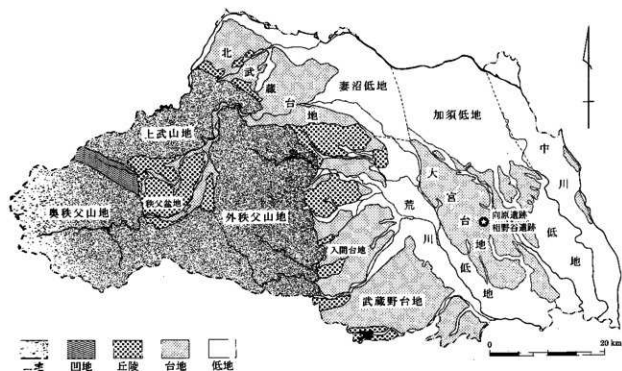 北武蔵台地
妻沼低地
加須低地
中川低地
上武山地
大宮台地
秩父盆地
奥秩父山地
外秩父山地
荒川低地
向原遺跡
相野谷遺跡
入間台地
武蔵野台地
地
凹地
丘陵
台地
低地
0 20 km